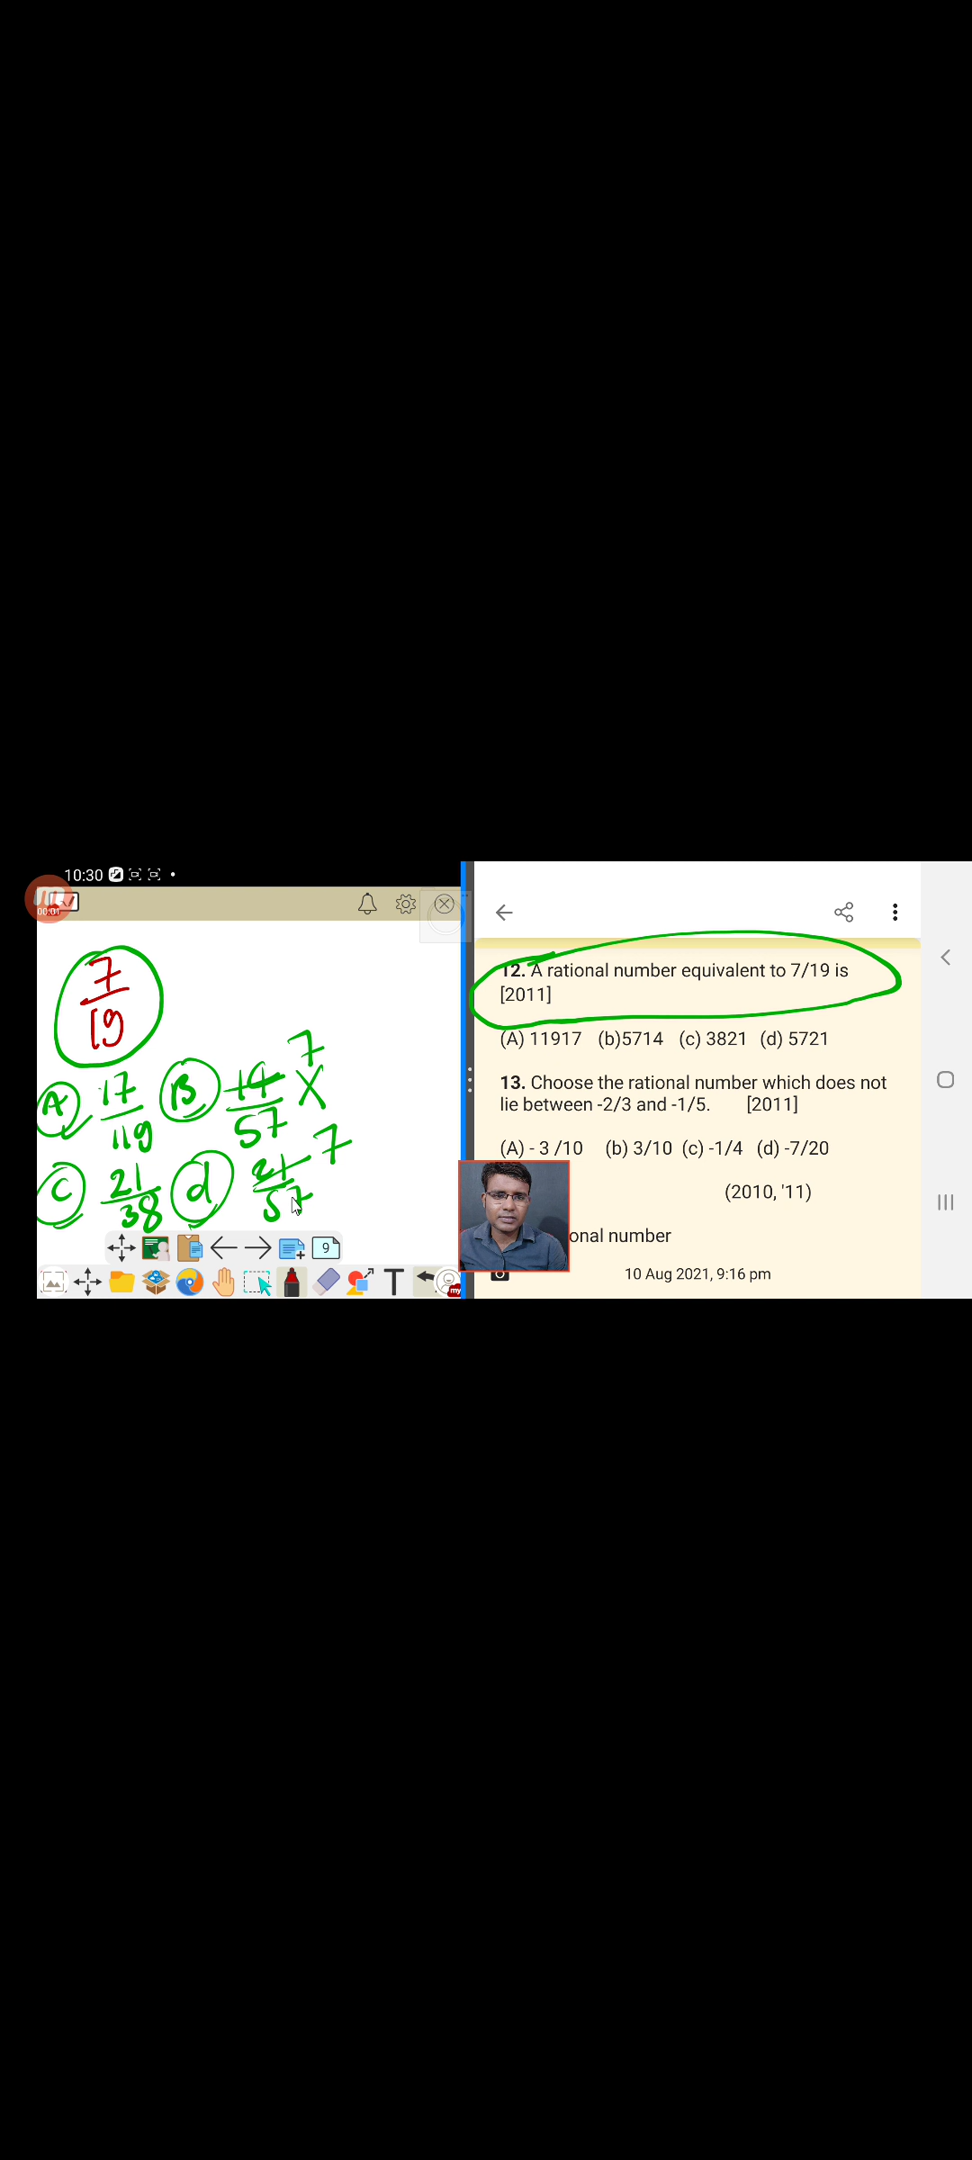 10:30
00:01
7
19
A 17 B 14 X 7
119 57
C 21 d 21 7
38 57
9
T
my
12. A rational number equivalent to 7/19 is
[2011]
(A) 11917 (b)5714 (c) 3821 (d) 5721
13. Choose the rational number which does not
lie between -2/3 and -1/5. [2011]
(A) - 3 /10 (b) 3/10 (c) -1/4 (d) -7/20
(2010, '11)
onal number
10 Aug 2021, 9:16 pm